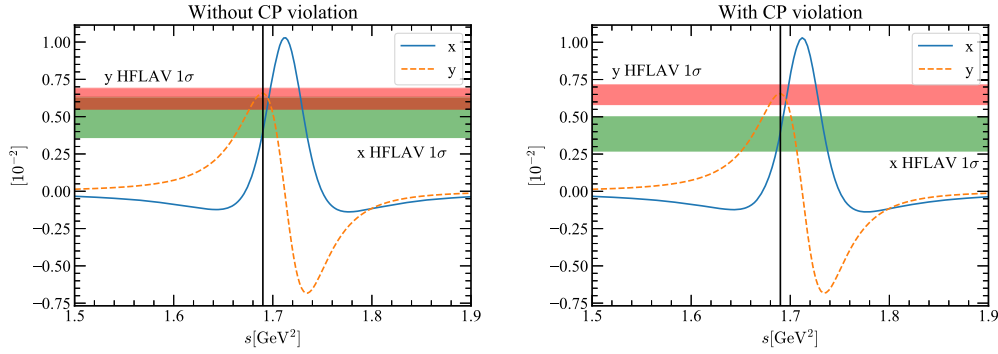 Without CP violation
1.00
0.75
0.50
0.25
0.00
−0.25
−0.50
−0.75
[10⁻²]
x
y
y HFLAV 1σ
x HFLAV 1σ
1.5 1.6 1.7 1.8 1.9
s[GeV²]
With CP violation
1.00
0.75
0.50
0.25
0.00
−0.25
−0.50
−0.75
[10⁻²]
x
y
y HFLAV 1σ
x HFLAV 1σ
1.5 1.6 1.7 1.8 1.9
s[GeV²]